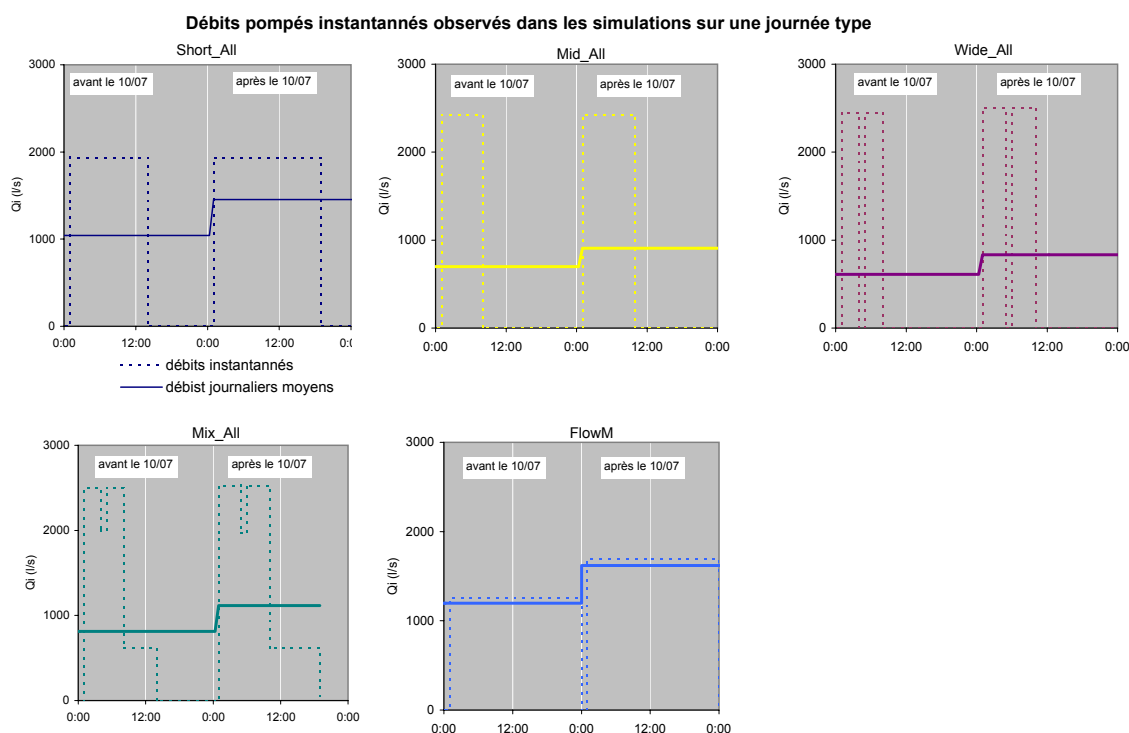 Débits pompés instantannés observés dans les simulations sur une journée type
Short_All
3000
avant le 10/07
après le 10/07
2000
Qi (l/s)
1000
0
0:00
12:00
0:00
12:00
0:00
débits instantannés
débist journaliers moyens
Mid_All
3000
avant le 10/07
après le 10/07
2000
Qi (l/s)
1000
0
0:00
12:00
0:00
12:00
0:00
Wide_All
3000
avant le 10/07
après le 10/07
2000
Qi (l/s)
1000
0
0:00
12:00
0:00
12:00
0:00
Mix_All
3000
avant le 10/07
après le 10/07
2000
Qi (l/s)
1000
0
0:00
12:00
0:00
12:00
0:00
FlowM
3000
avant le 10/07
après le 10/07
2000
Qi (l/s)
1000
0
0:00
12:00
0:00
12:00
0:00